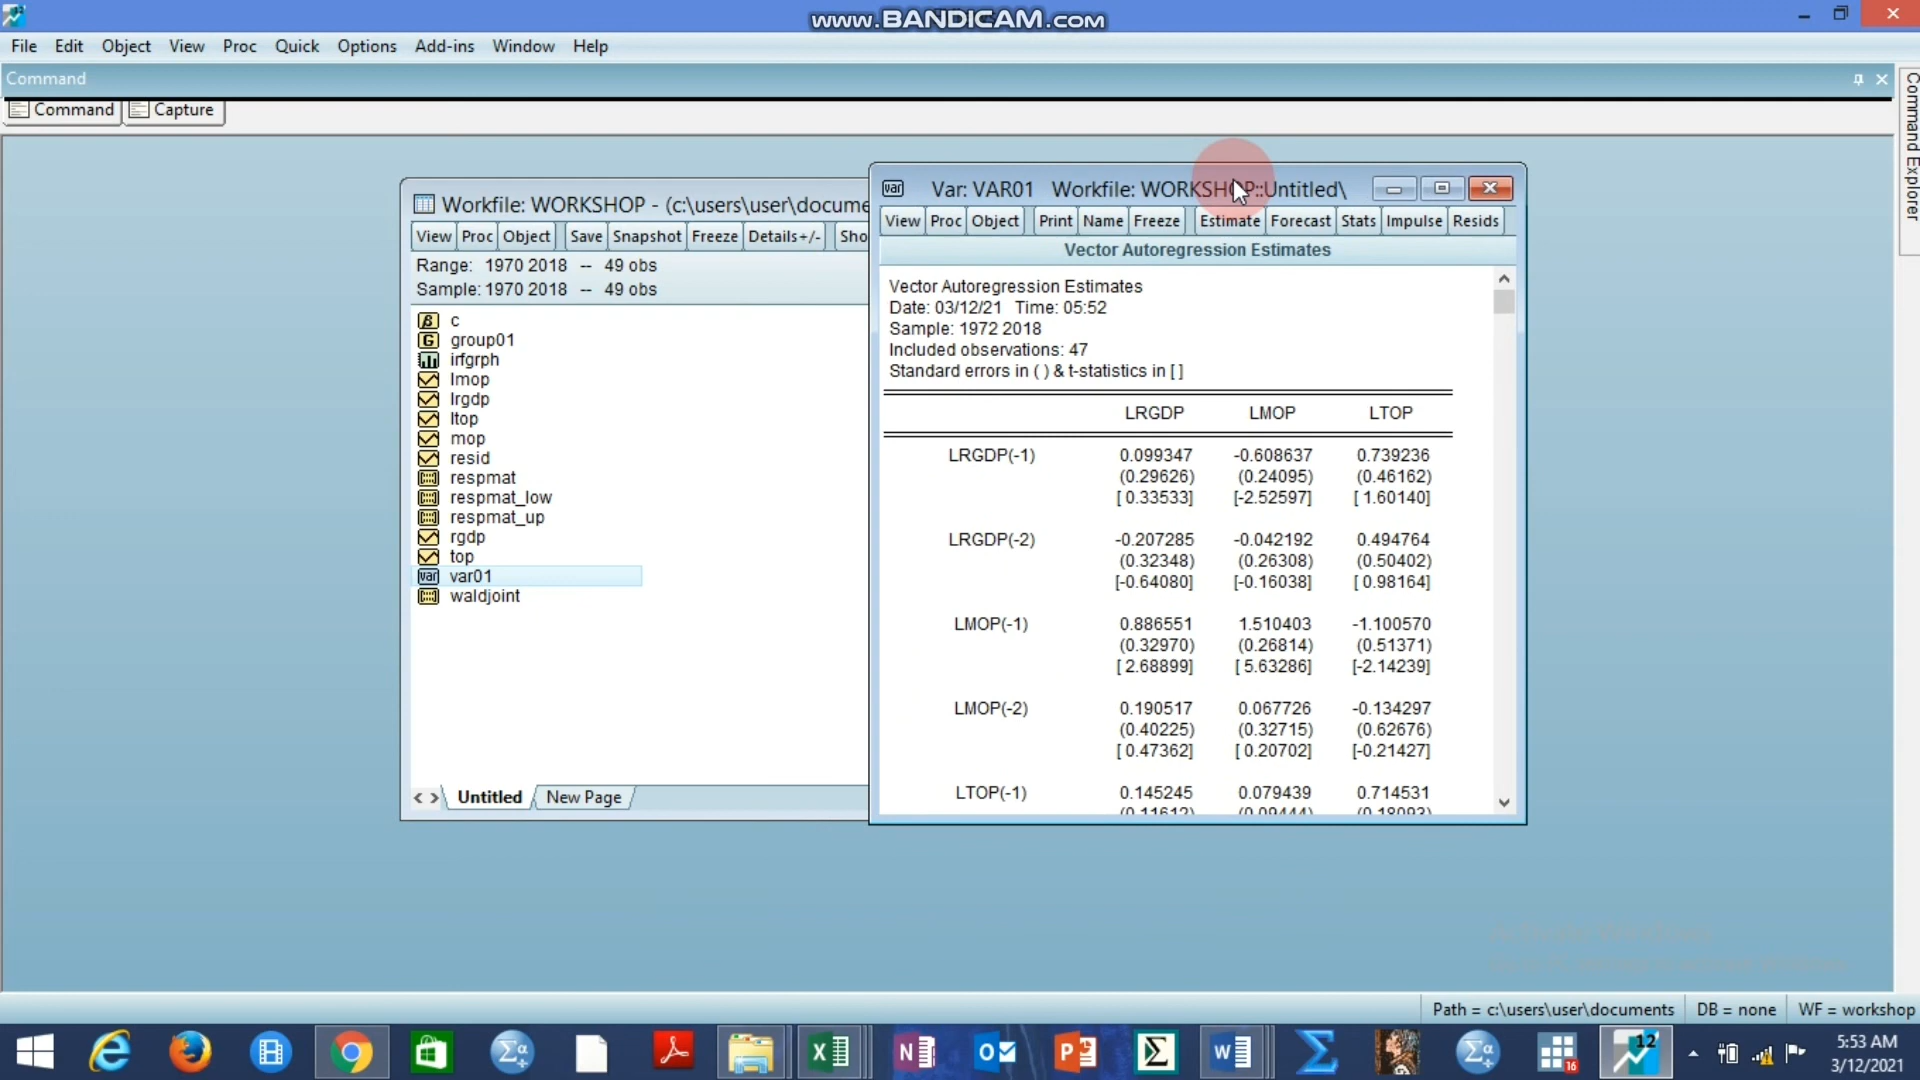 www.BANDICAM.com
File Edit Object View Proc Quick Options Add-ins Window Help
Command
Command Capture
Command Explorer
Workfile: WORKSHOP - (c:\users\user\docume
View Proc Object Save Snapshot Freeze Details+/- Sho
Range: 1970 2018 -- 49 obs
Sample: 1970 2018 -- 49 obs
c
group01
irfgrph
lmop
lrgdp
ltop
mop
resid
respmat
respmat_low
respmat_up
rgdp
top
var01
waldjoint
Untitled New Page
Var: VAR01 Workfile: WORKSHOP::Untitled\
View Proc Object Print Name Freeze Estimate Forecast Stats Impulse Resids
Vector Autoregression Estimates
Vector Autoregression Estimates
Date: 03/12/21 Time: 05:52
Sample: 1972 2018
Included observations: 47
Standard errors in ( ) & t-statistics in [ ]
LRGDP LMOP LTOP
LRGDP(-1) 0.099347 -0.608637 0.739236
(0.29626) (0.24095) (0.46162)
[ 0.33533] [-2.52597] [ 1.60140]
LRGDP(-2) -0.207285 -0.042192 0.494764
(0.32348) (0.26308) (0.50402)
[-0.64080] [-0.16038] [ 0.98164]
LMOP(-1) 0.886551 1.510403 -1.100570
(0.32970) (0.26814) (0.51371)
[ 2.68899] [ 5.63286] [-2.14239]
LMOP(-2) 0.190517 0.067726 -0.134297
(0.40225) (0.32715) (0.62676)
[ 0.47362] [ 0.20702] [-0.21427]
LTOP(-1) 0.145245 0.079439 0.714531
(0.11612) (0.09444) (0.18093)
Path = c:\users\user\documents DB = none WF = workshop
5:53 AM
3/12/2021